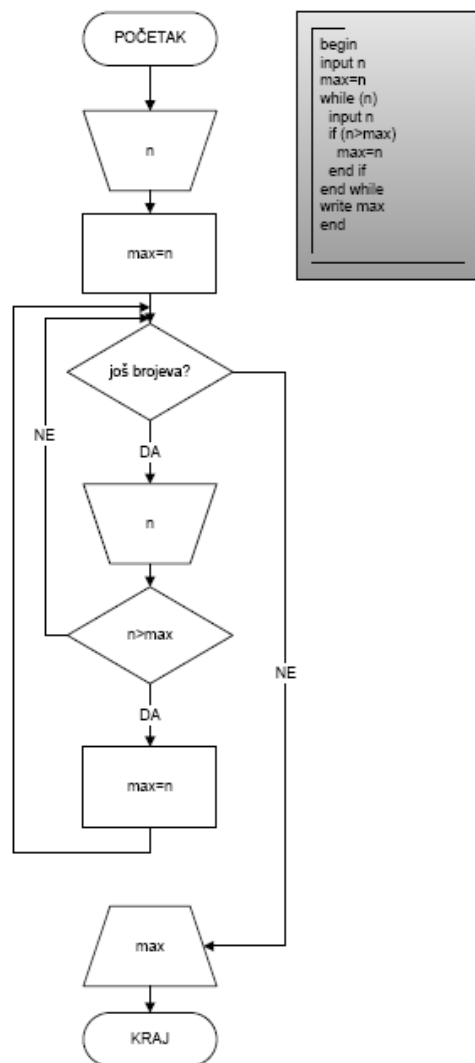 POČETAK
n
max=n
još brojeva?
NE
DA
n
n>max
NE
DA
max=n
max
KRAJ
begin
input n
max=n
while (n)
input n
if (n>max)
max=n
end if
end while
write max
end